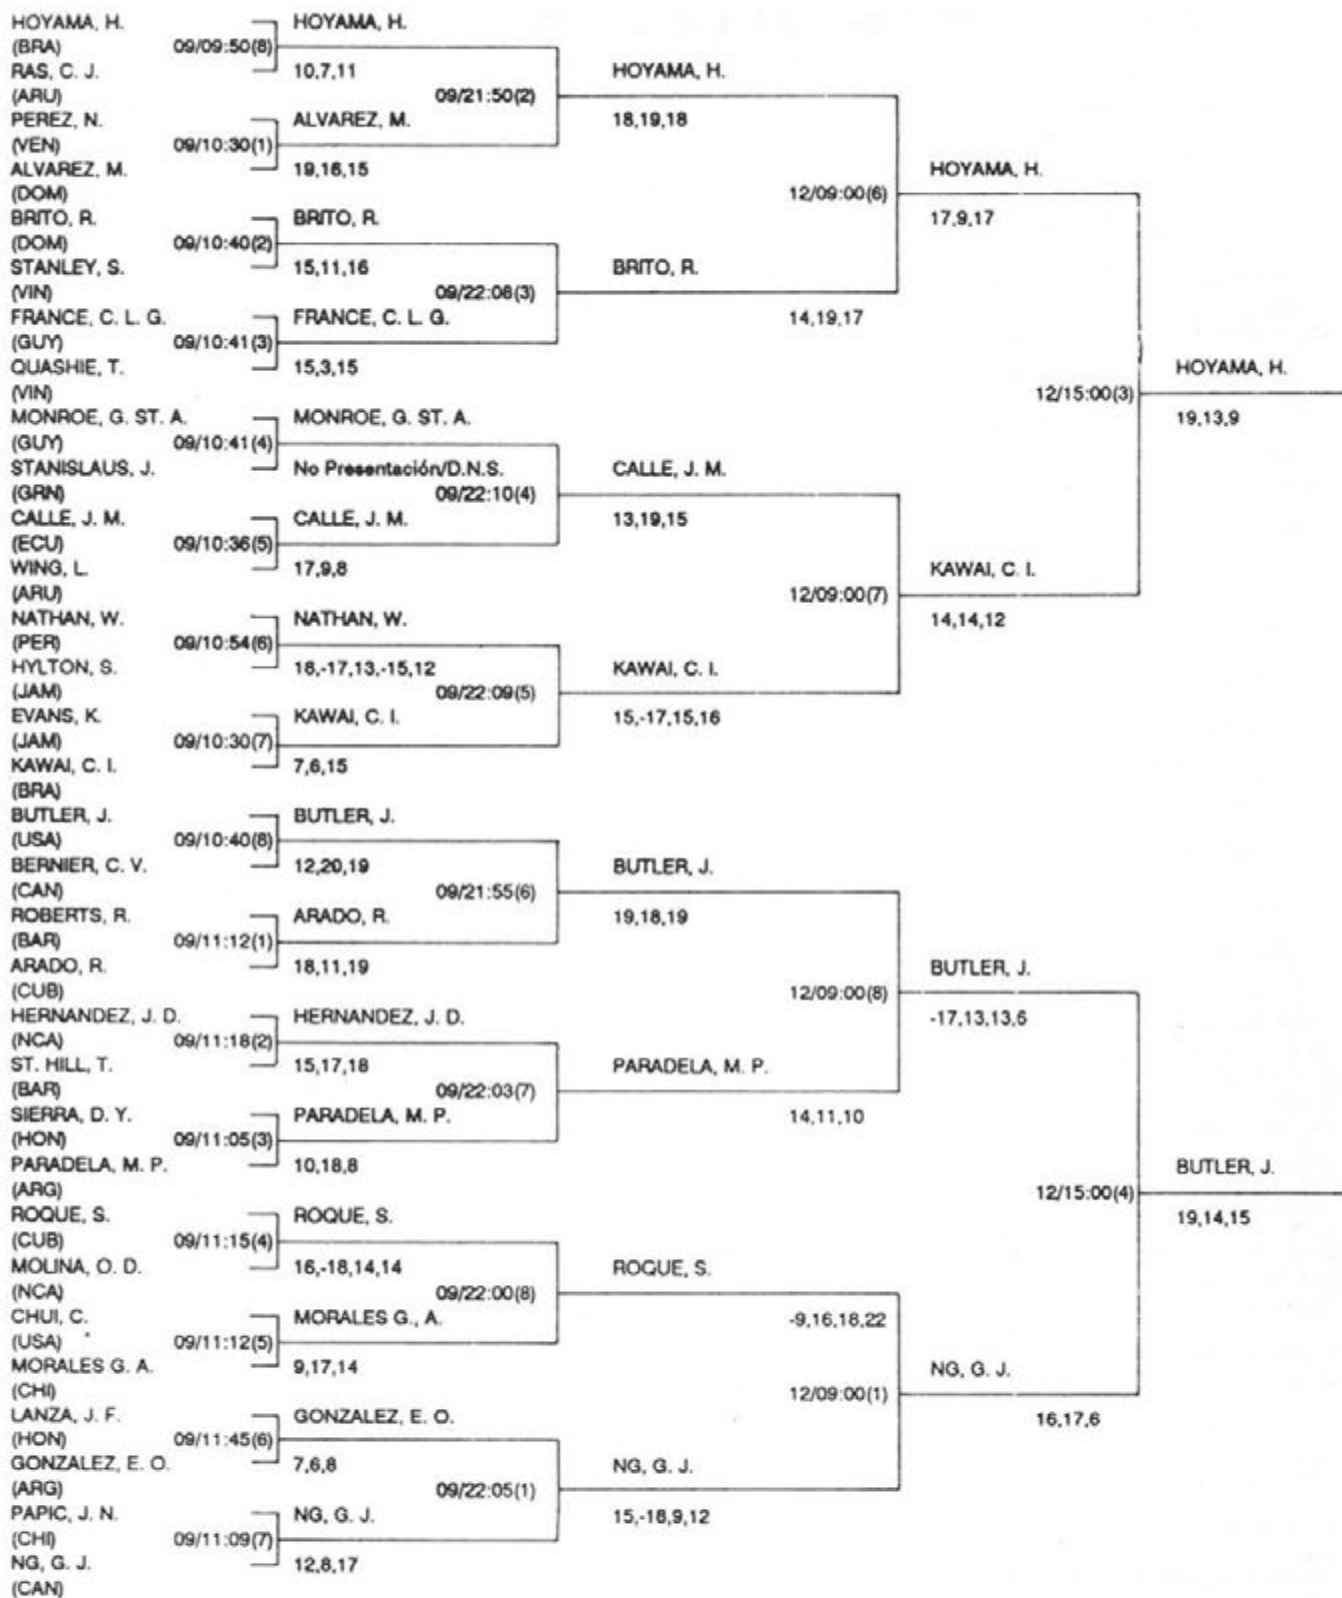 HOYAMA, H.
(BRA) 09/09:50(8)
RAS, C. J.
(ARU)
HOYAMA, H.
10,7,11
PEREZ, N.
(VEN) 09/10:30(1)
ALVAREZ, M.
(DOM)
ALVAREZ, M.
19,16,15
BRITO, R.
(DOM) 09/10:40(2)
STANLEY, S.
(VIN)
BRITO, R.
15,11,16
FRANCE, C. L. G.
(GUY) 09/10:41(3)
QUASHIE, T.
(VIN)
FRANCE, C. L. G.
15,3,15
MONROE, G. ST. A.
(GUY) 09/10:41(4)
STANISLAUS, J.
(GRN)
MONROE, G. ST. A.
No Presentación/D.N.S.
CALLE, J. M.
(ECU) 09/10:36(5)
WING, L.
(ARU)
CALLE, J. M.
17,9,8
NATHAN, W.
(PER) 09/10:54(6)
HYLTON, S.
(JAM)
NATHAN, W.
18,-17,13,-15,12
EVANS, K.
(JAM) 09/10:30(7)
KAWAI, C. I.
(BRA)
KAWAI, C. I.
7,6,15
BUTLER, J.
(USA) 09/10:40(8)
BERNIER, C. V.
(CAN)
BUTLER, J.
12,20,19
ROBERTS, R.
(BAR) 09/11:12(1)
ARADO, R.
(CUB)
ARADO, R.
18,11,19
HERNANDEZ, J. D.
(NCA) 09/11:18(2)
ST. HILL, T.
(BAR)
HERNANDEZ, J. D.
15,17,18
SIERRA, D. Y.
(HON) 09/11:05(3)
PARADELA, M. P.
(ARG)
PARADELA, M. P.
10,18,8
ROQUE, S.
(CUB) 09/11:15(4)
MOLINA, O. D.
(NCA)
ROQUE, S.
16,-18,14,14
CHUI, C.
(USA) 09/11:12(5)
MORALES G. A.
(CHI)
MORALES G., A.
9,17,14
LANZA, J. F.
(HON) 09/11:45(6)
GONZALEZ, E. O.
(ARG)
GONZALEZ, E. O.
7,6,8
PAPIC, J. N.
(CHI) 09/11:09(7)
NG, G. J.
(CAN)
NG, G. J.
12,8,17
09/21:50(2)
HOYAMA, H.
18,19,18
09/22:08(3)
BRITO, R.
14,19,17
09/22:10(4)
CALLE, J. M.
13,19,15
09/22:09(5)
KAWAI, C. I.
15,-17,15,16
09/21:55(6)
BUTLER, J.
19,18,19
09/22:03(7)
PARADELA, M. P.
14,11,10
09/22:00(8)
ROQUE, S.
-9,16,18,22
09/22:05(1)
NG, G. J.
15,-18,9,12
12/09:00(6)
HOYAMA, H.
17,9,17
12/09:00(7)
KAWAI, C. I.
14,14,12
12/09:00(8)
BUTLER, J.
-17,13,13,6
12/09:00(1)
NG, G. J.
16,17,6
12/15:00(3)
HOYAMA, H.
19,13,9
12/15:00(4)
BUTLER, J.
19,14,15